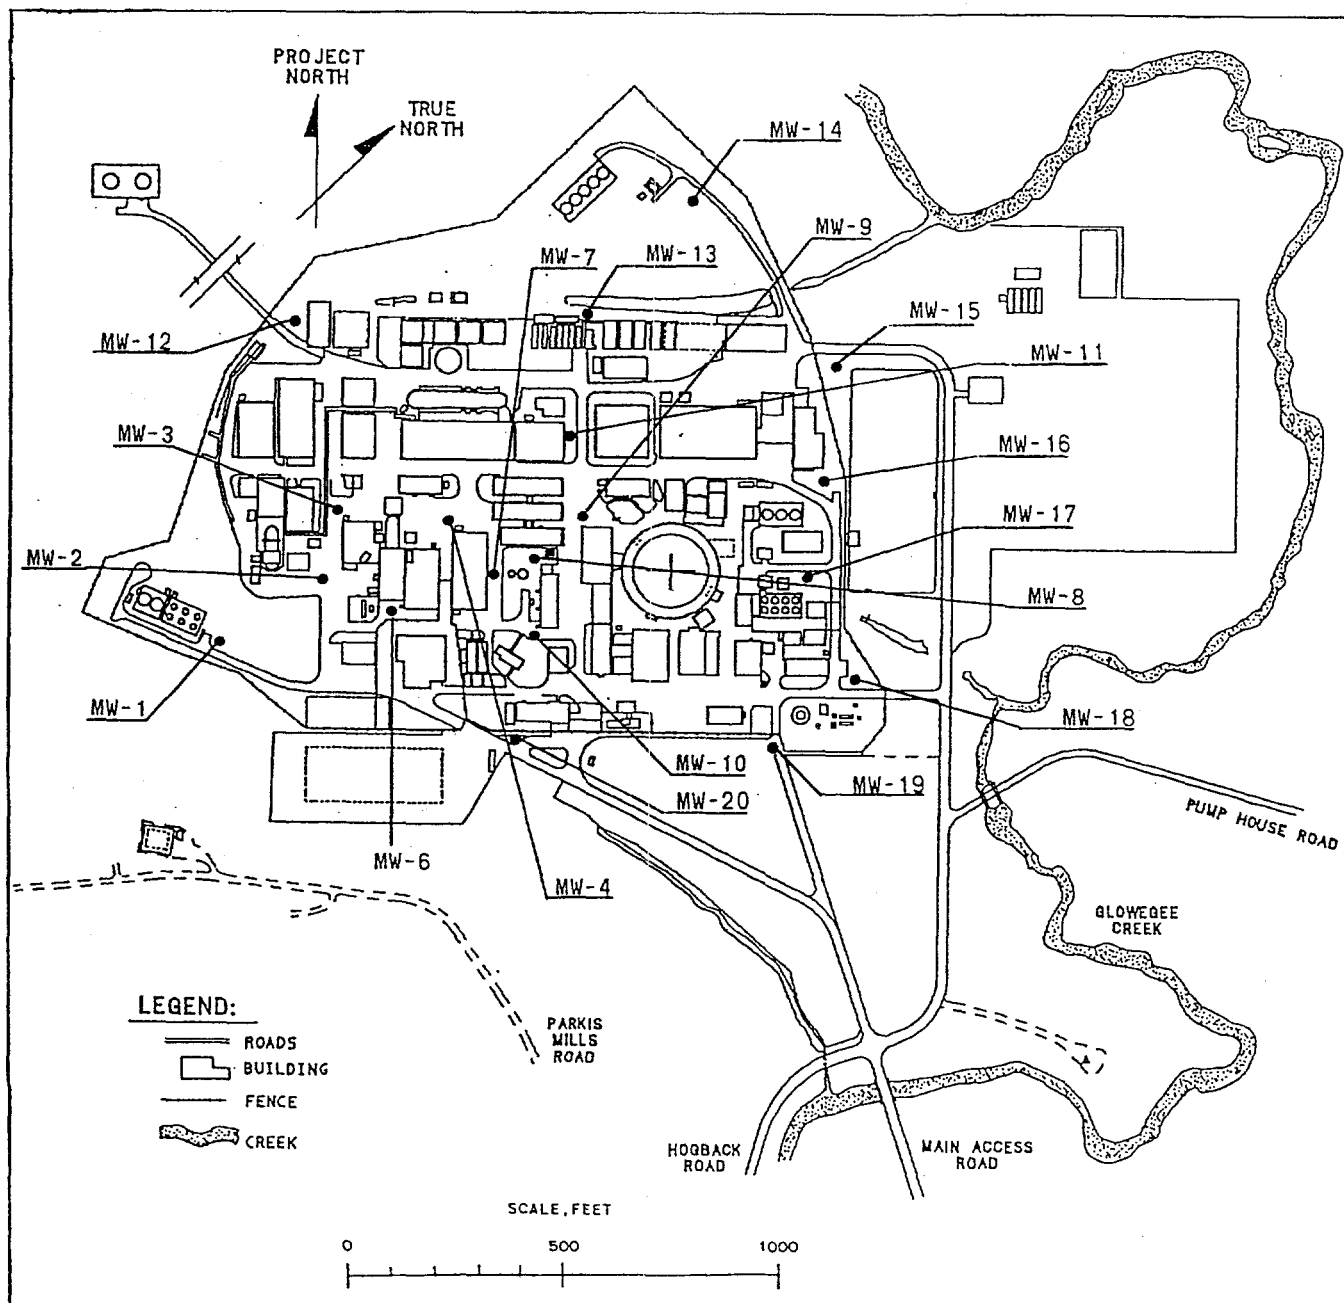 PROJECT
NORTH
TRUE
NORTH
MW-14
MW-9
MW-7
MW-13
MW-15
MW-12
MW-11
MW-3
MW-16
MW-17
MW-2
MW-8
MW-1
MW-18
MW-10
MW-19
MW-20
PUMP HOUSE ROAD
MW-6
MW-4
GLOWEGEE
CREEK
LEGEND:
ROADS
BUILDING
FENCE
CREEK
PARKIS
MILLS
ROAD
HOGBACK
ROAD
MAIN ACCESS
ROAD
SCALE, FEET
0 500 1000